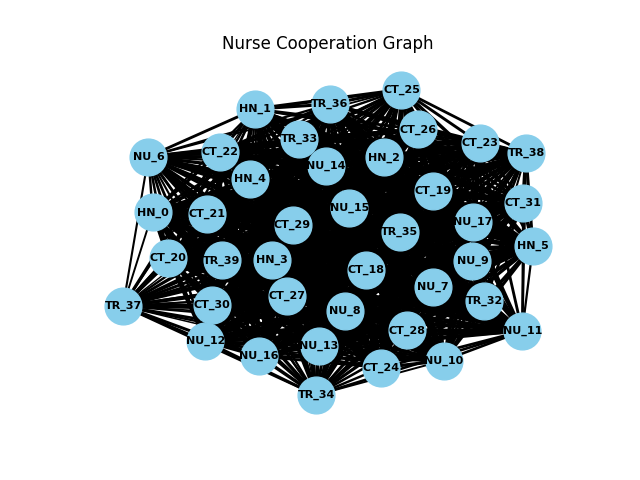 Nurse Cooperation Graph
CT_25
TR_36
HN_1
CT_26
TR_33
CT_23
CT_22
TR_38
NU_6
HN_2
NU_14
HN_4
CT_19
CT_31
NU_15
HN_0
CT_21
NU_17
CT_29
TR_35
HN_5
CT_20
TR_39
HN_3
NU_9
CT_18
NU_7
CT_27
TR_32
TR_37
CT_30
NU_8
CT_28
NU_11
NU_12
NU_13
NU_16
NU_10
CT_24
TR_34